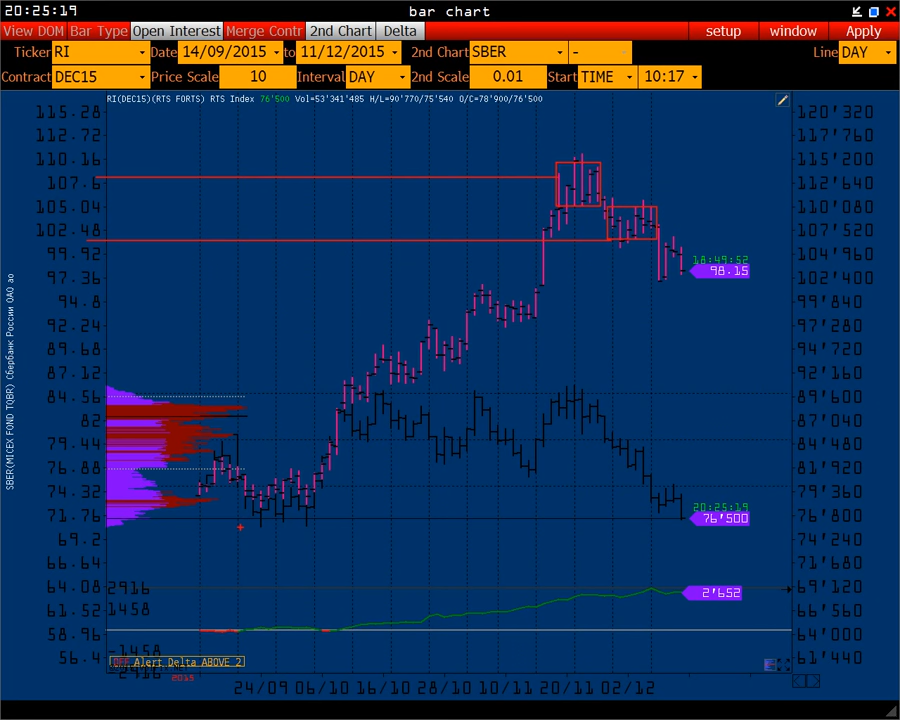 20:25:19 bar chart
View DOM Bar Type Open Interest Merge Contr 2nd Chart Delta setup window Apply
Ticker RI Date 14/09/2015 to 11/12/2015 2nd Chart SBER - Line DAY
Contract DEC15 Price Scale 10 Interval DAY 2nd Scale 0.01 Start TIME 10:17
RI(DEC15)(RTS FORTS) RTS Index 76'500 Vol=53'341'485 H/L=90'770/75'540 O/C=78'900/76'500
115.28 120'320
112.72 117'760
110.16 115'200
107.6 112'640
105.04 110'080
102.48 107'520
99.92 104'960
18:49:52
98.15
97.36 102'400
94.8 99'840
92.24 97'280
89.68 94'720
87.12 92'160
84.56 89'600
82 87'040
79.44 84'480
76.88 81'920
74.32 79'360
20:25:19
71.76 76'500 76'800
69.2 74'240
66.64 71'680
64.08 2916 69'120
2'652
61.52 1458 66'560
58.96 64'000
-1458
56.4 OFF Alert Delta ABOVE 2 61'440
-2916
2015
24/09 06/10 16/10 28/10 10/11 20/11 02/12
SBER(MICEX FOND TQBR) Сбербанк России ОАО ао